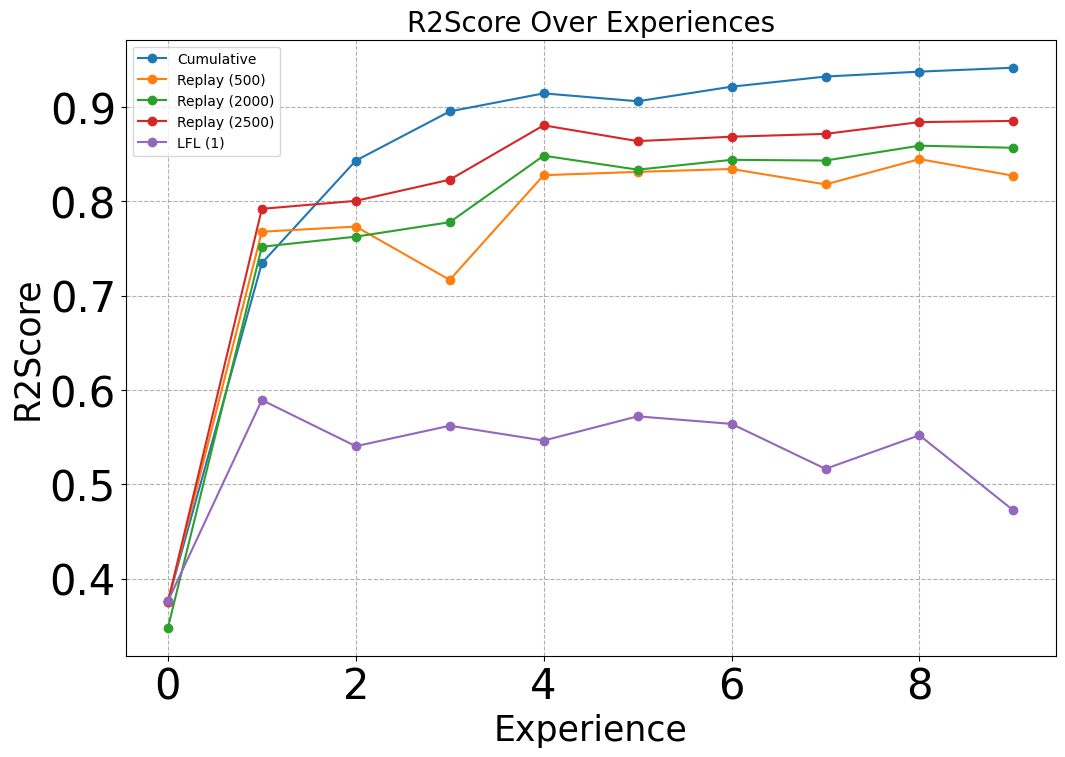 R2Score Over Experiences
Cumulative
Replay (500)
Replay (2000)
Replay (2500)
LFL (1)
R2Score
0.9
0.8
0.7
0.6
0.5
0.4
0 2 4 6 8
Experience